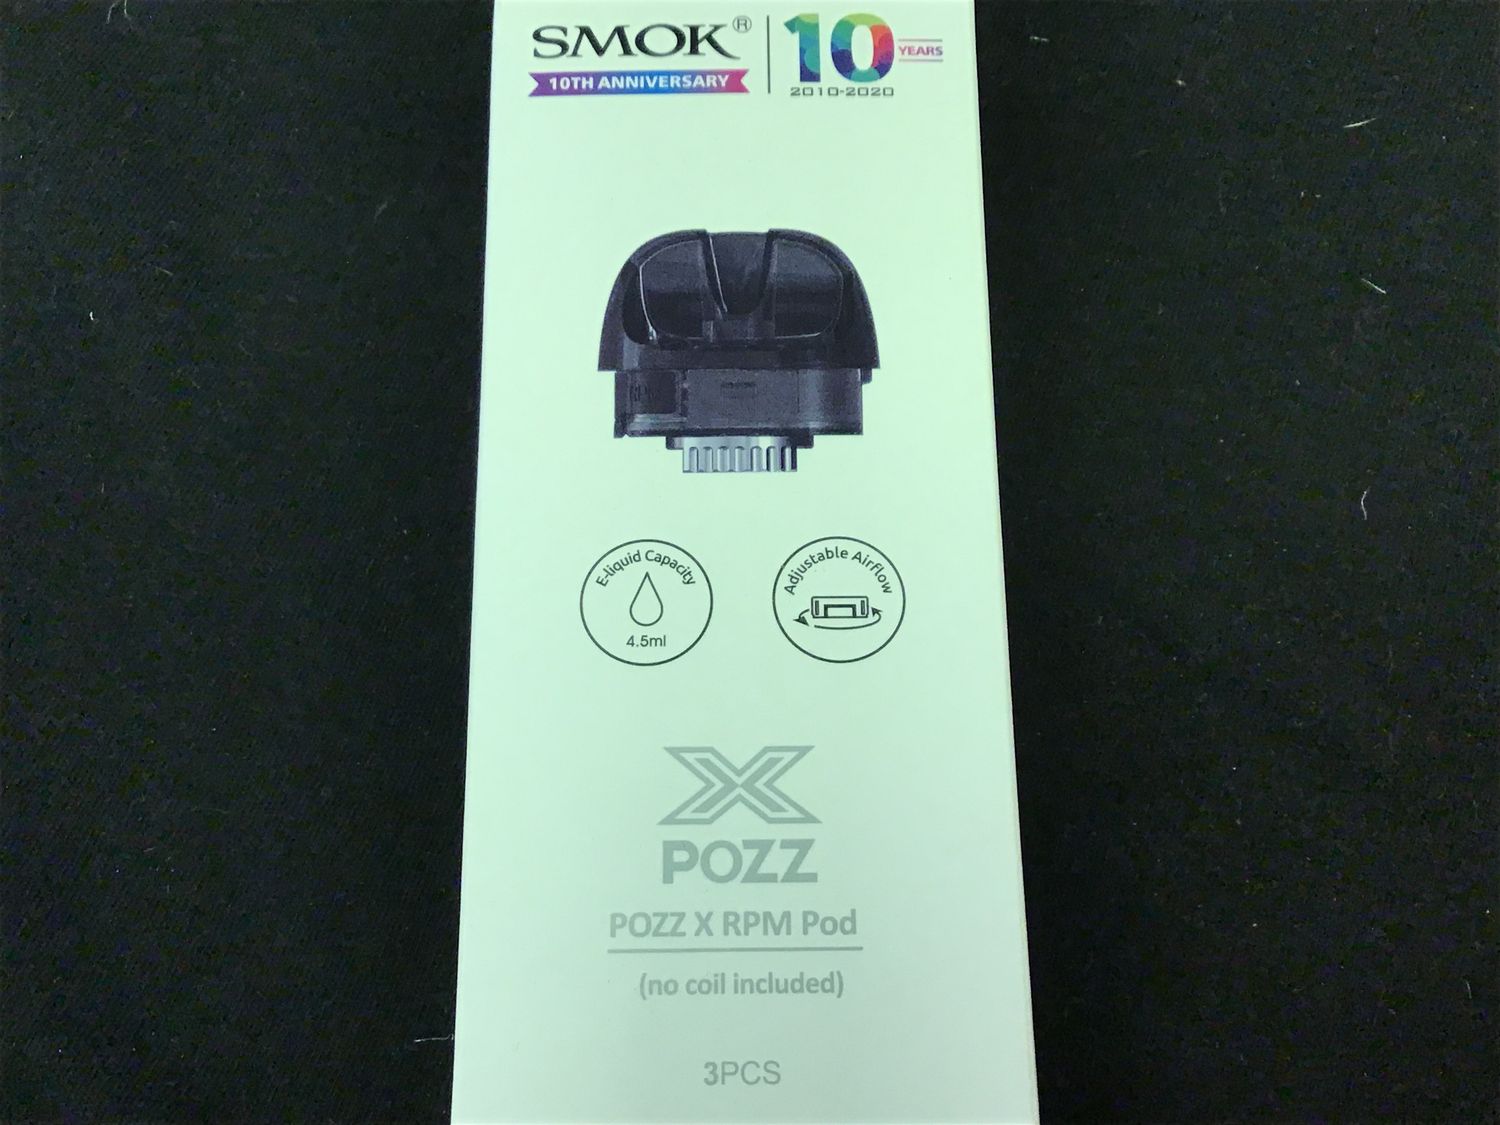 SMOK®
10TH ANNIVERSARY
10 YEARS
2010-2020
E-liquid Capacity
4.5ml
Adjustable Airflow
X
POZZ
POZZ X RPM Pod
(no coil included)
3PCS